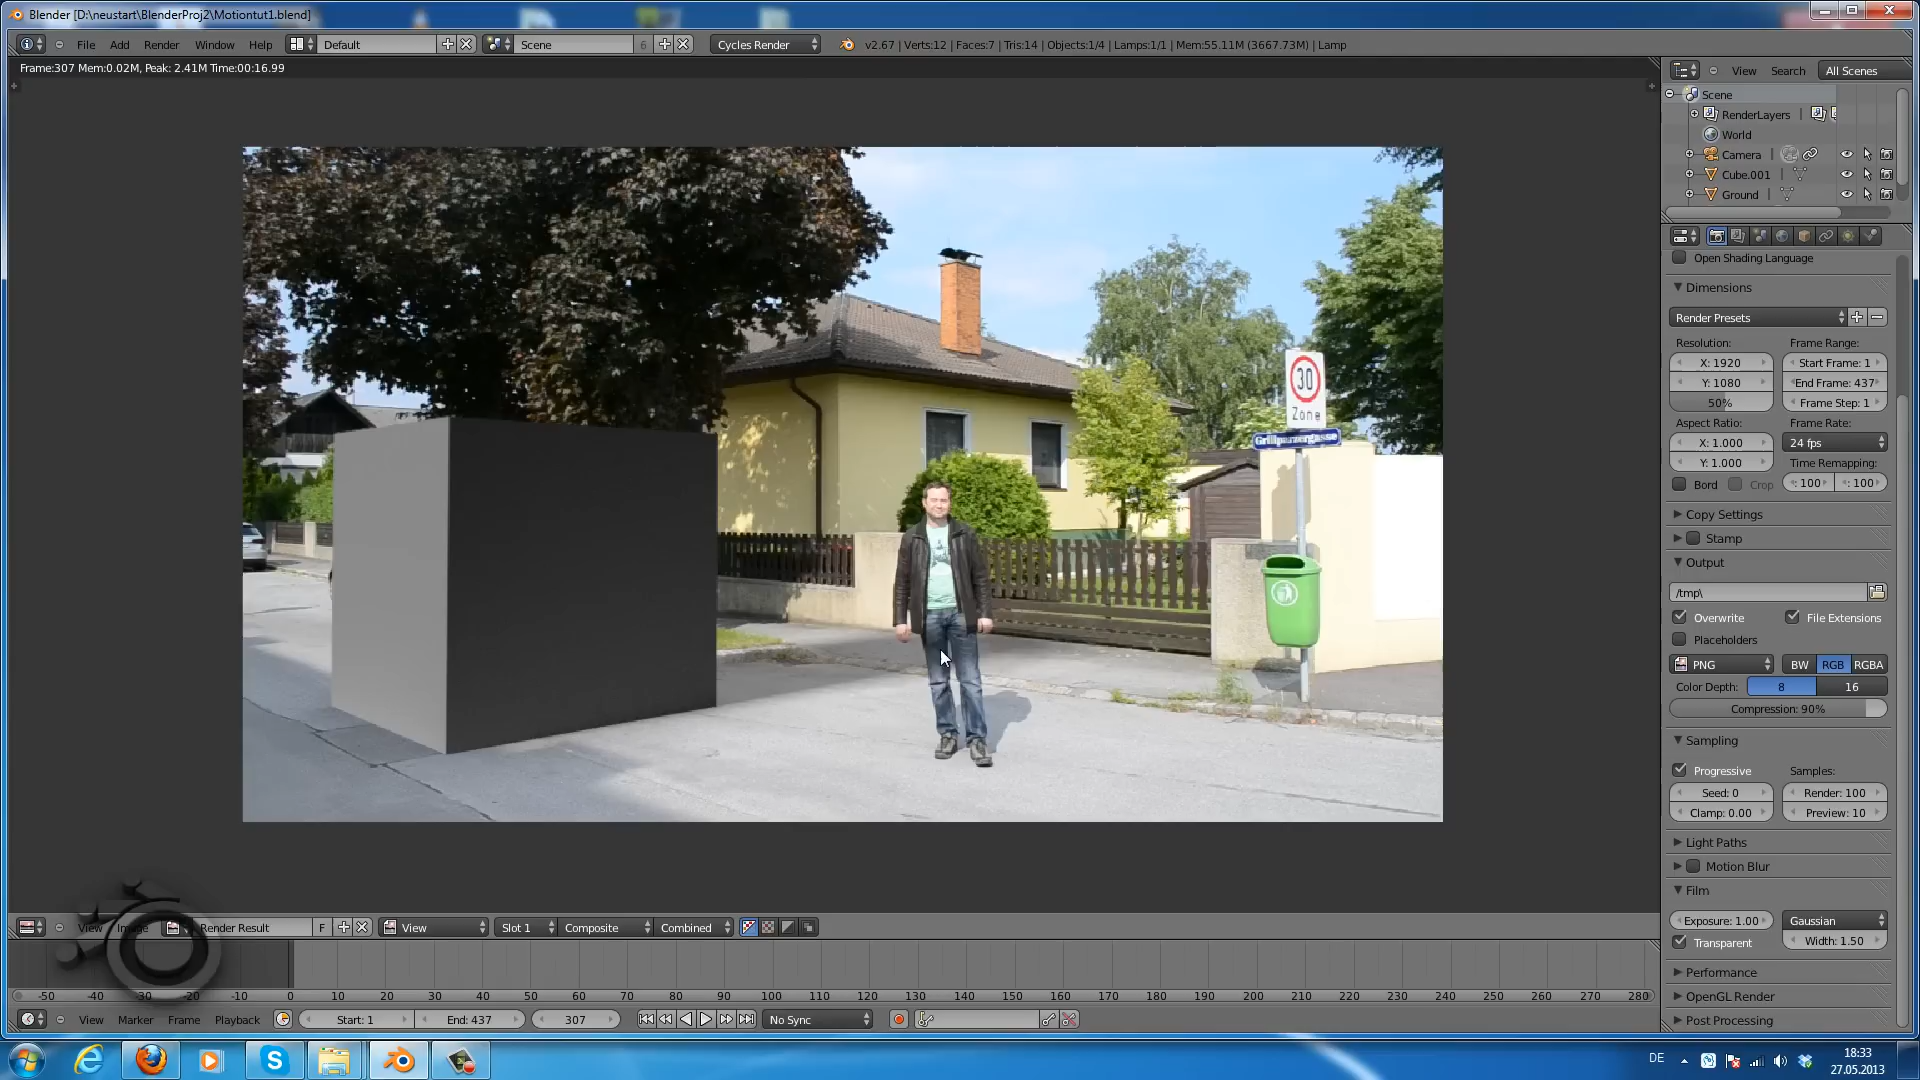 Blender [D:\neustart\BlenderProj2\Motiontut1.blend]
File Add Render Window Help Default Scene 6 Cycles Render v2.67 | Verts:12 | Faces:7 | Tris:14 | Objects:1/4 | Lamps:1/1 | Mem:55.11M (3667.73M) | Lamp
Frame:307 Mem:0.02M, Peak: 2.41M Time:00:16.99
View Search All Scenes
Scene
RenderLayers
World
Camera
Cube.001
Ground
Open Shading Language
Dimensions
Render Presets
Resolution: Frame Range:
X: 1920 Start Frame: 1
Y: 1080 End Frame: 437
50% Frame Step: 1
Aspect Ratio: Frame Rate:
X: 1.000 24 fps
Y: 1.000 Time Remapping:
Bord Crop : 100 : 100
Copy Settings
Stamp
Output
/tmp\
Overwrite File Extensions
Placeholders
PNG BW RGB RGBA
Color Depth: 8 16
Compression: 90%
Sampling
Progressive Samples:
Seed: 0 Render: 100
Clamp: 0.00 Preview: 10
Light Paths
Motion Blur
Film
Exposure: 1.00 Gaussian
Transparent Width: 1.50
Performance
OpenGL Render
Post Processing
30
Zone
Grillparzergasse
View Image Render Result F View Slot 1 Composite Combined
-50 -40 -30 -20 -10 0 10 20 30 40 50 60 70 80 90 100 110 120 130 140 150 160 170 180 190 200 210 220 230 240 250 260 270 280
View Marker Frame Playback Start: 1 End: 437 307 No Sync
DE 18:33
27.05.2013